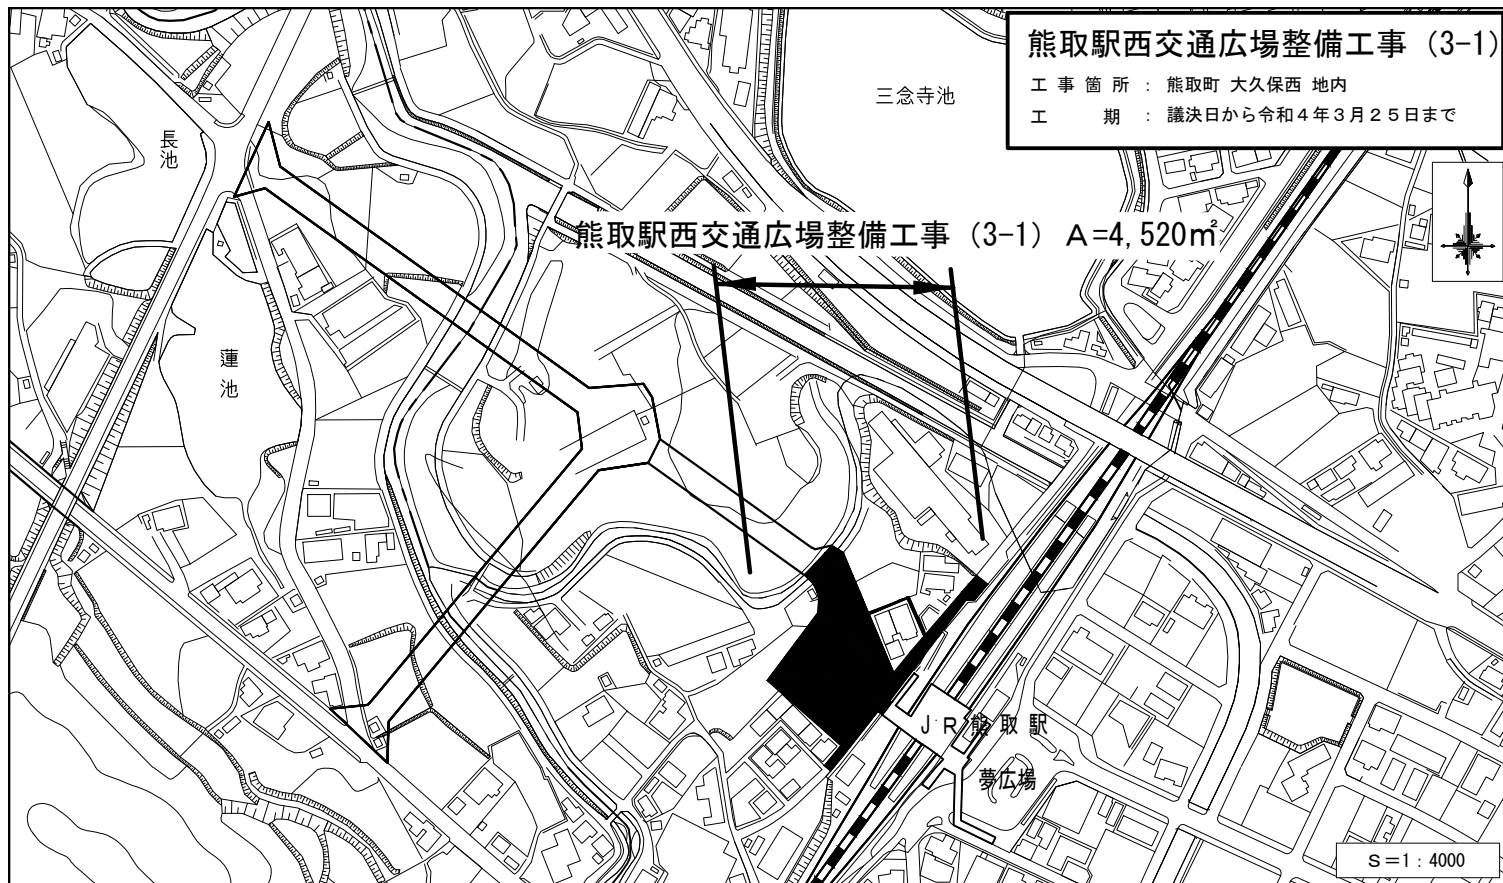 熊取駅西交通広場整備工事（3-1）
工事箇所：熊取町 大久保西 地内
工期：議決日から令和４年３月２５日まで
三念寺池
長池
熊取駅西交通広場整備工事（3-1）A=4,520㎡
蓮池
ＪＲ熊取駅
夢広場
S=1:4000